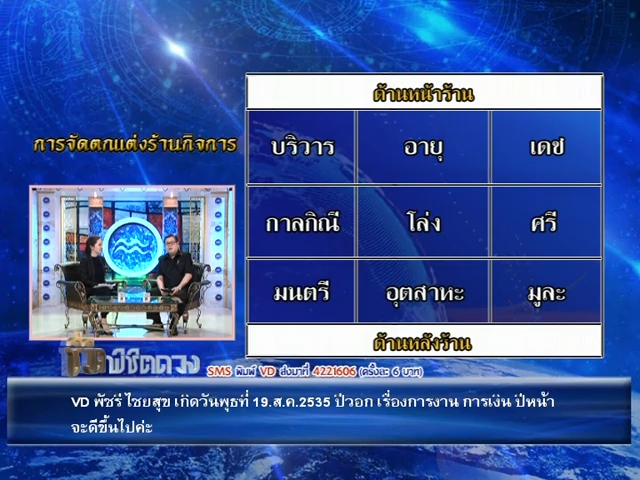 ด้านหน้าร้าน
การจัดตกแต่งร้านกิจการ
บริวาร อายุ เดช
กาลกิณี โล่ง ศรี
มนตรี อุตสาหะ มูละ
ด้านหลังร้าน
SMS พิมพ์ VD ส่งมาที่ 4221606 (ครั้งละ 6 บาท)
VD พัชรี ไชยสุข เกิดวันพุธที่ 19.ส.ค.2535 ปีวอก เรื่องการงาน การเงิน ปีหน้า
จะดีขึ้นไปค่ะ